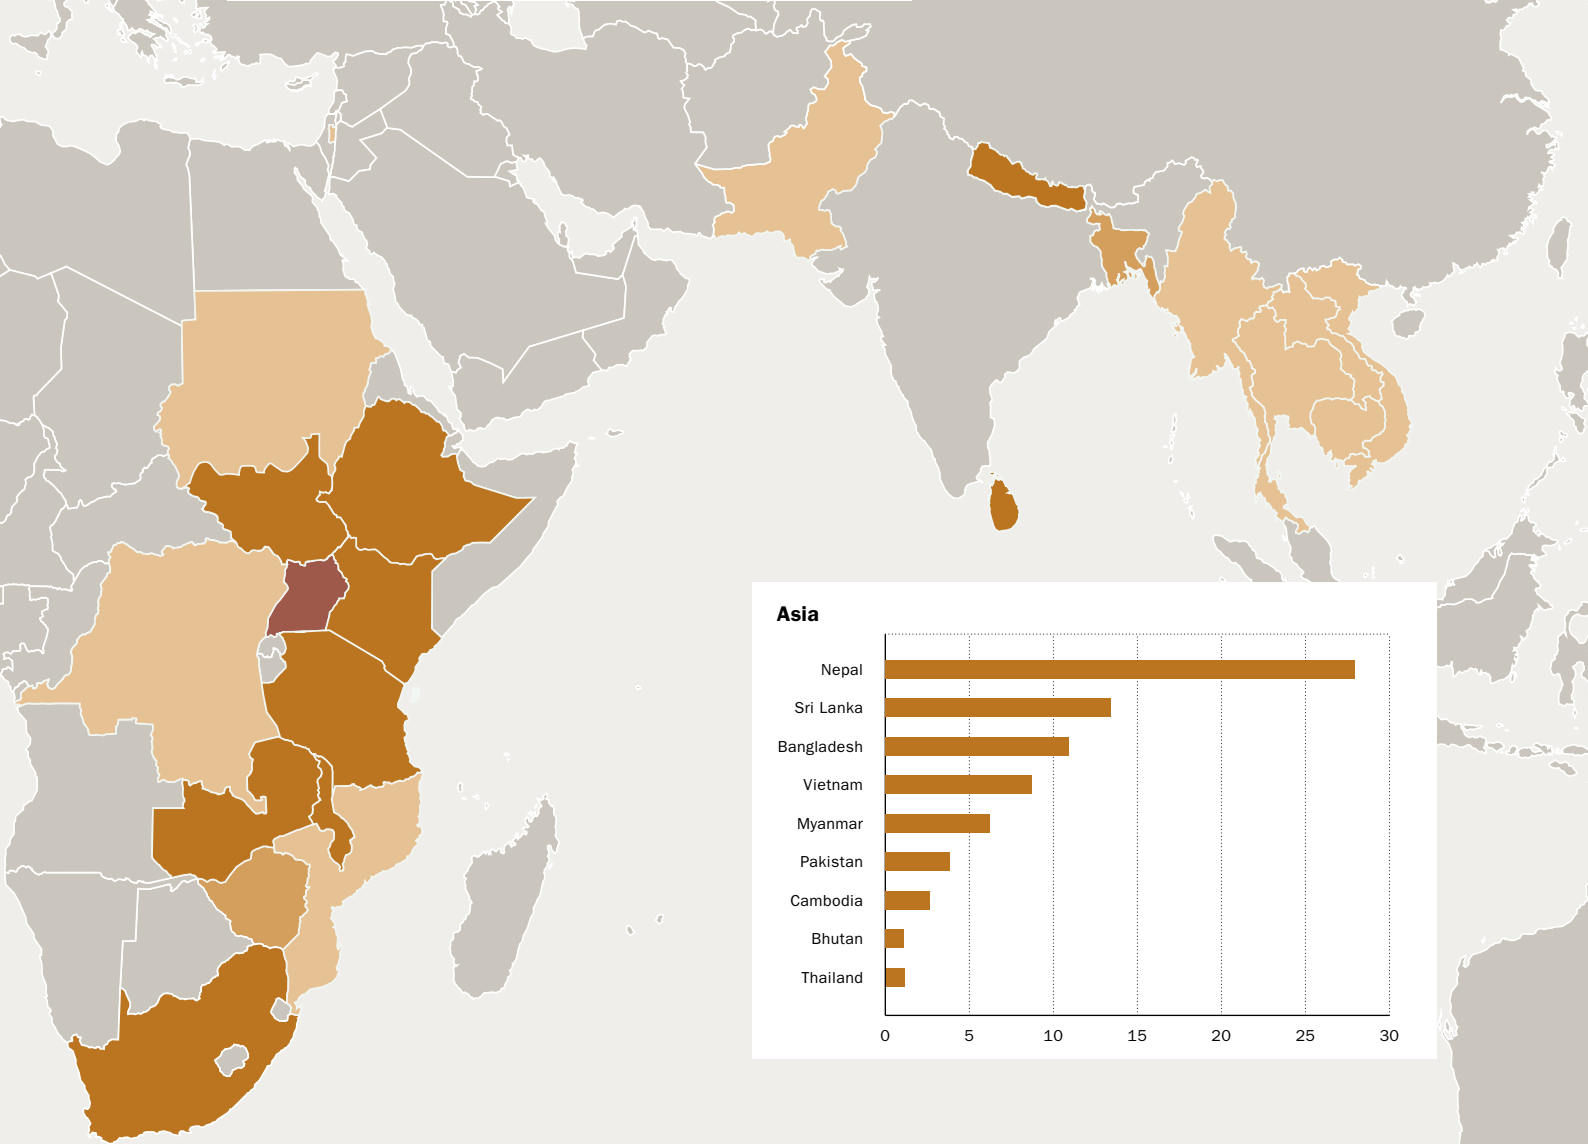 Asia
Nepal
Sri Lanka
Bangladesh
Vietnam
Myanmar
Pakistan
Cambodia
Bhutan
Thailand
0 5 10 15 20 25 30